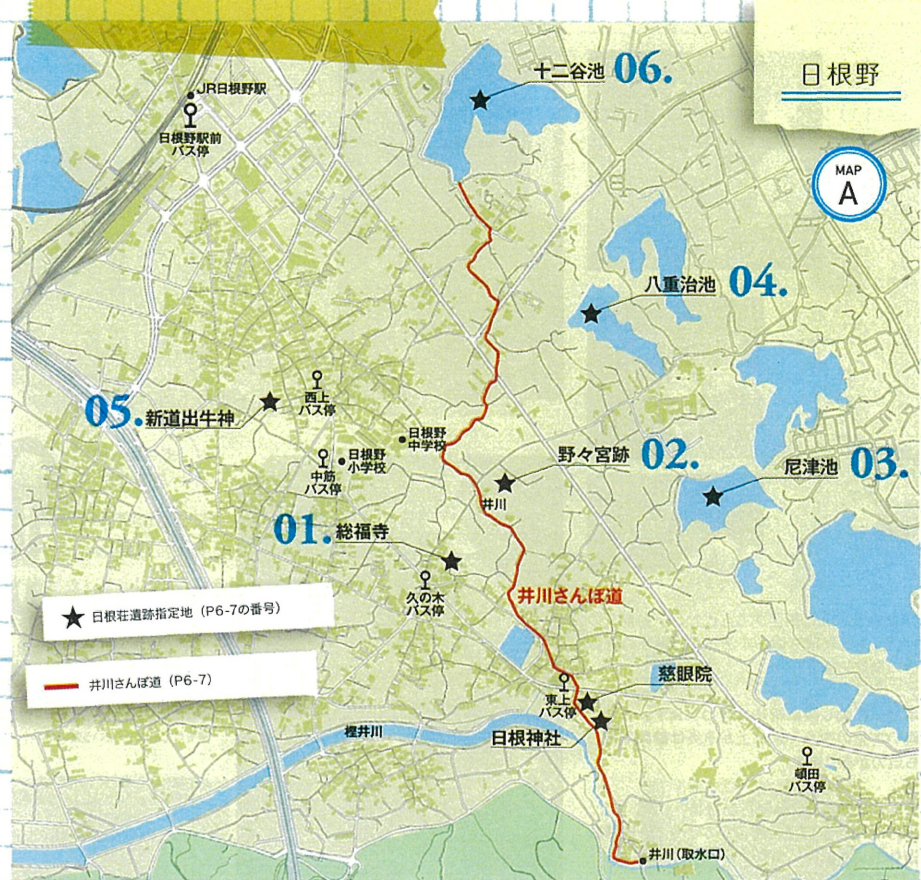 日根野
MAP
A
十二谷池 06.
JR日根野駅
日根野駅前
バス停
八重治池 04.
西上
バス停
05. 新道出牛神
日根野
中学校
日根野
小学校
中筋
バス停
野々宮跡 02.
尼津池 03.
井川
01. 総福寺
久の木
バス停
井川さんぽ道
★ 日根荘遺跡指定地（P6-7の番号）
井川さんぽ道（P6-7）
慈眼院
東上
バス停
日根神社
樫井川
頓田
バス停
井川（取水口）